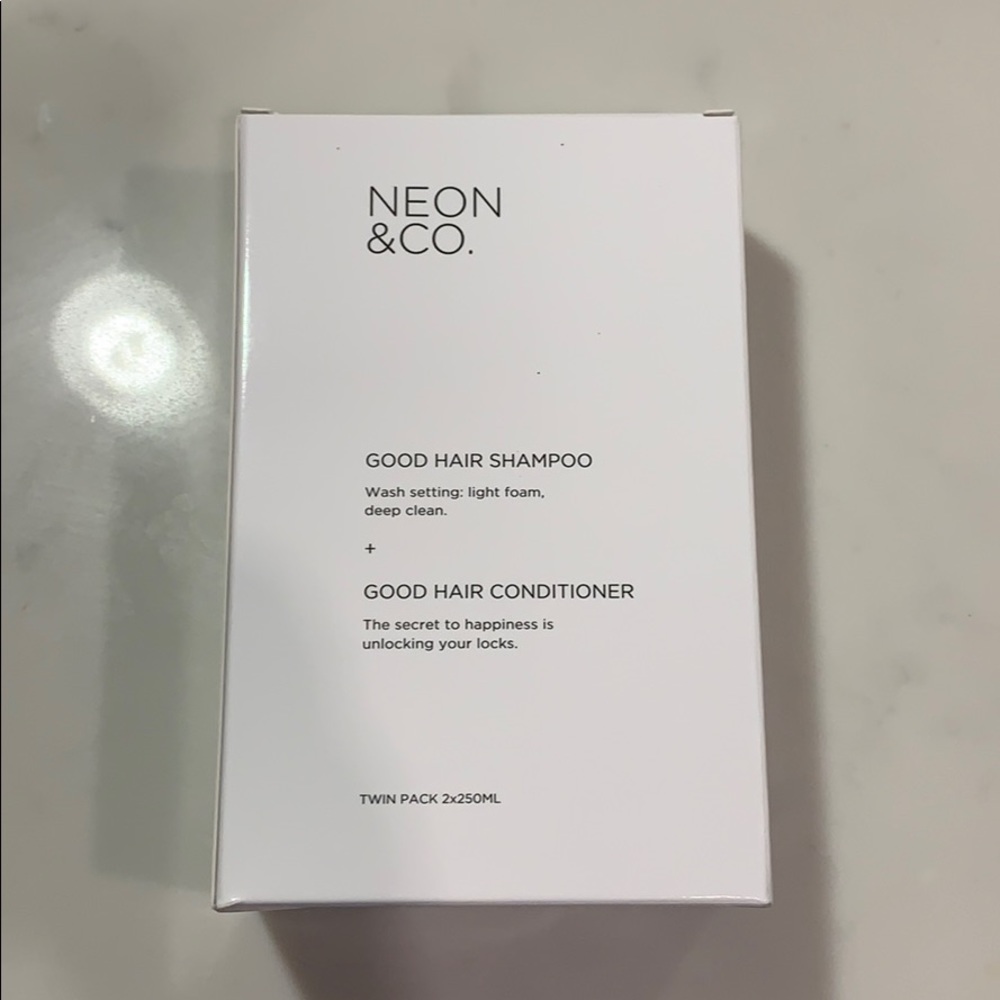 NEON
&CO.
GOOD HAIR SHAMPOO
Wash setting: light foam,
deep clean.
+
GOOD HAIR CONDITIONER
The secret to happiness is
unlocking your locks.
TWIN PACK 2x250ML